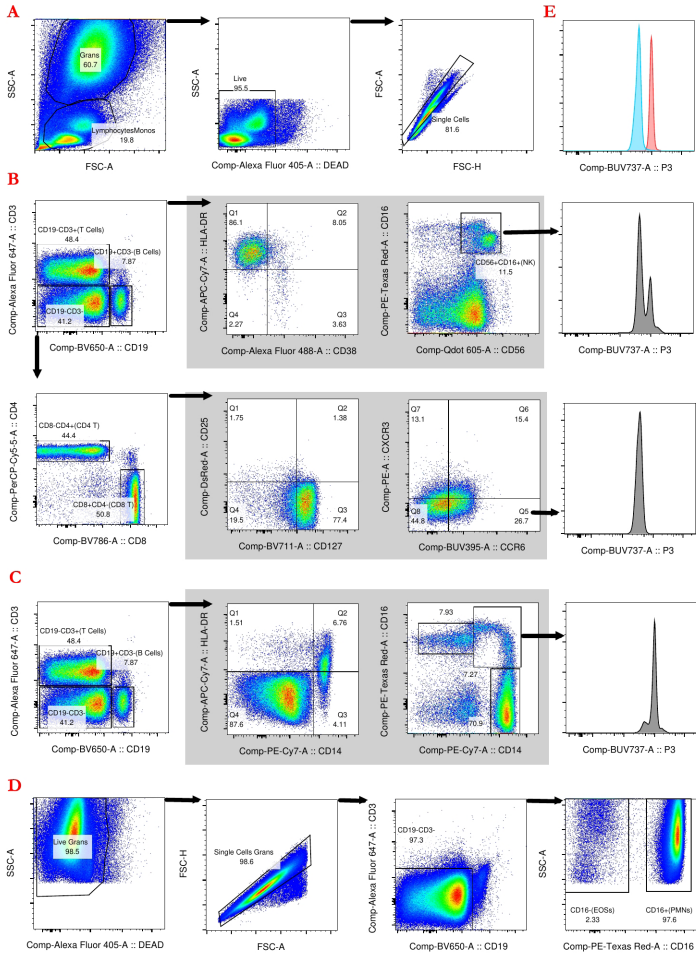 A
E
SSC-A
Grans
60.7
LymphocytesMonos
19.8
FSC-A
SSC-A
Live
95.5
Comp-Alexa Fluor 405-A :: DEAD
FSC-A
Single Cells
81.6
FSC-H
Comp-BUV737-A :: P3
B
Comp-Alexa Fluor 647-A :: CD3
CD19-CD3+(T Cells)
48.4
CD19+CD3-(B Cells)
7.87
CD19-CD3-
41.2
Comp-BV650-A :: CD19
Comp-APC-Cy7-A :: HLA-DR
Q1
86.1
Q2
8.05
Q4
2.27
Q3
3.63
Comp-Alexa Fluor 488-A :: CD38
Comp-PE-Texas Red-A :: CD16
CD56+CD16+(NK)
11.5
Comp-Qdot 605-A :: CD56
Comp-BUV737-A :: P3
Comp-PerCP-Cy5-5-A :: CD4
CD8-CD4+(CD4 T)
44.4
CD8+CD4-(CD8 T)
50.8
Comp-BV786-A :: CD8
Comp-DsRed-A :: CD25
Q1
1.75
Q2
1.38
Q4
19.5
Q3
77.4
Comp-BV711-A :: CD127
Comp-PE-A :: CXCR3
Q7
13.1
Q6
15.4
Q8
44.8
Q5
26.7
Comp-BUV395-A :: CCR6
Comp-BUV737-A :: P3
C
Comp-Alexa Fluor 647-A :: CD3
CD19-CD3+(T Cells)
48.4
CD19+CD3-(B Cells)
7.87
CD19-CD3-
41.2
Comp-BV650-A :: CD19
Comp-APC-Cy7-A :: HLA-DR
Q1
1.51
Q2
6.76
Q4
87.6
Q3
4.11
Comp-PE-Cy7-A :: CD14
Comp-PE-Texas Red-A :: CD16
7.93
7.27
70.9
Comp-PE-Cy7-A :: CD14
Comp-BUV737-A :: P3
D
SSC-A
Live Grans
98.5
Comp-Alexa Fluor 405-A :: DEAD
FSC-H
Single Cells Grans
98.6
FSC-A
Comp-Alexa Fluor 647-A :: CD3
CD19-CD3-
97.3
Comp-BV650-A :: CD19
SSC-A
CD16-(EOSs)
2.33
CD16+(PMNs)
97.6
Comp-PE-Texas Red-A :: CD16